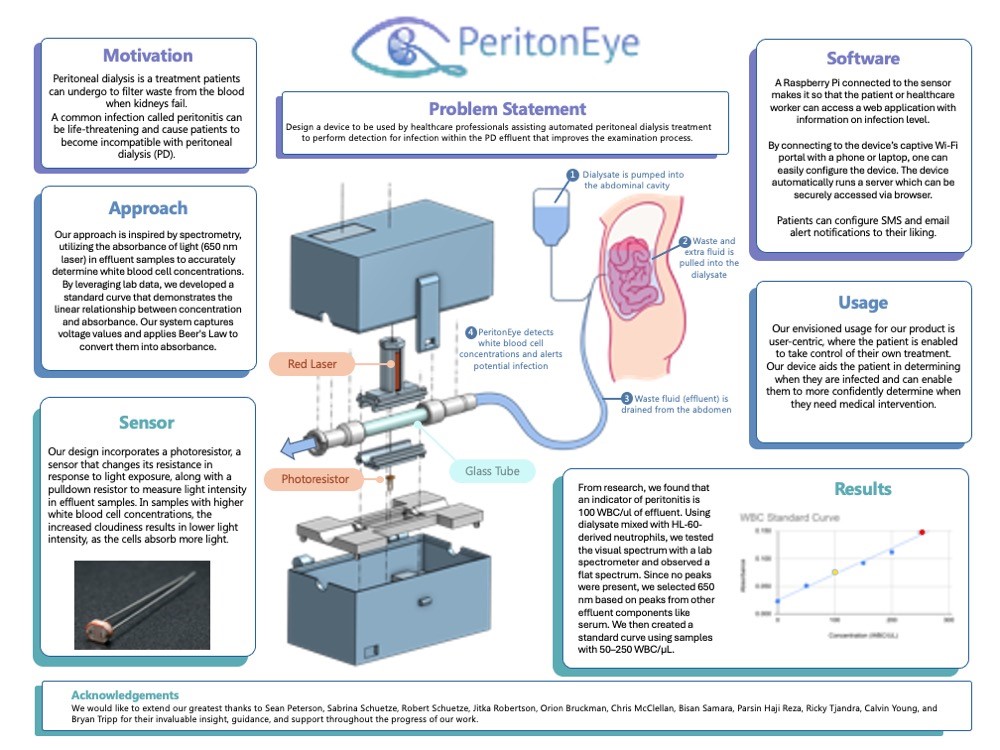 PeritonEye
Motivation
Peritoneal dialysis is a treatment patients
can undergo to filter waste from the blood
when kidneys fail.
A common infection called peritonitis can
be life-threatening and cause patients to
become incompatible with peritoneal
dialysis (PD).
Problem Statement
Design a device to be used by healthcare professionals assisting automated peritoneal dialysis treatment
to perform detection for infection within the PD effluent that improves the examination process.
Software
A Raspberry Pi connected to the sensor
makes it so that the patient or healthcare
worker can access a web application with
information on infection level.
By connecting to the device's captive Wi-Fi
portal with a phone or laptop, one can
easily configure the device. The device
automatically runs a server which can be
securely accessed via browser.
Patients can configure SMS and email
alert notifications to their liking.
Approach
Our approach is inspired by spectrometry,
utilizing the absorbance of light (650 nm
laser) in effluent samples to accurately
determine white blood cell concentrations.
By leveraging lab data, we developed a
standard curve that demonstrates the
linear relationship between concentration
and absorbance. Our system captures
voltage values and applies Beer's Law to
convert them into absorbance.
1 Dialysate is pumped into
the abdominal cavity
2 Waste and
extra fluid is
pulled into the
dialysate
4 PeritonEye detects
white blood cell
concentrations and alerts
potential infection
3 Waste fluid (effluent) is
drained from the abdomen
Red Laser
Glass Tube
Photoresistor
Usage
Our envisioned usage for our product is
user-centric, where the patient is enabled
to take control of their own treatment.
Our device aids the patient in determining
when they are infected and can enable
them to more confidently determine when
they need medical intervention.
Sensor
Our design incorporates a photoresistor, a
sensor that changes its resistance in
response to light exposure, along with a
pulldown resistor to measure light intensity
in effluent samples. In samples with higher
white blood cell concentrations, the
increased cloudiness results in lower light
intensity, as the cells absorb more light.
Results
From research, we found that
an indicator of peritonitis is
100 WBC/ul of effluent. Using
dialysate mixed with HL-60-
derived neutrophils, we tested
the visual spectrum with a lab
spectrometer and observed a
flat spectrum. Since no peaks
were present, we selected 650
nm based on peaks from other
effluent components like
serum. We then created a
standard curve using samples
with 50–250 WBC/μL.
WBC Standard Curve
Absorbance
0.150
0.100
0.050
0.000
0
100
200
300
Concentration (WBC/UL)
Acknowledgements
We would like to extend our greatest thanks to Sean Peterson, Sabrina Schuetze, Robert Schuetze, Jitka Robertson, Orion Bruckman, Chris McClellan, Bisan Samara, Parsin Haji Reza, Ricky Tjandra, Calvin Young, and
Bryan Tripp for their invaluable insight, guidance, and support throughout the progress of our work.